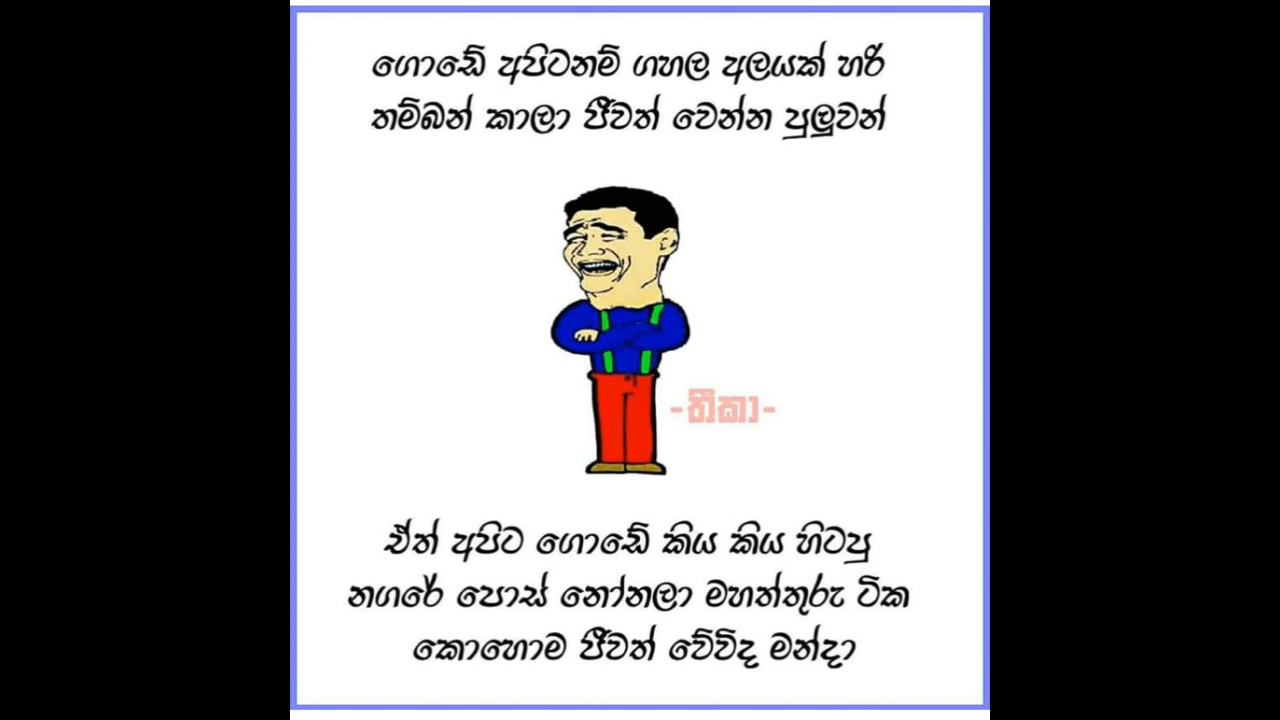 ගොඩේ අපිටනම් ගහල අලයක් හරි
තම්බන් කාලා ජීවත් වෙන්න පුලුවන්
-තීකා-
ඒත් අපිට ගොඩේ කිය කිය හිටපු
නගරේ පොස් නෝනලා මහත්තුරු ටික
කොහොම ජීවත් වේවිද මන්දා